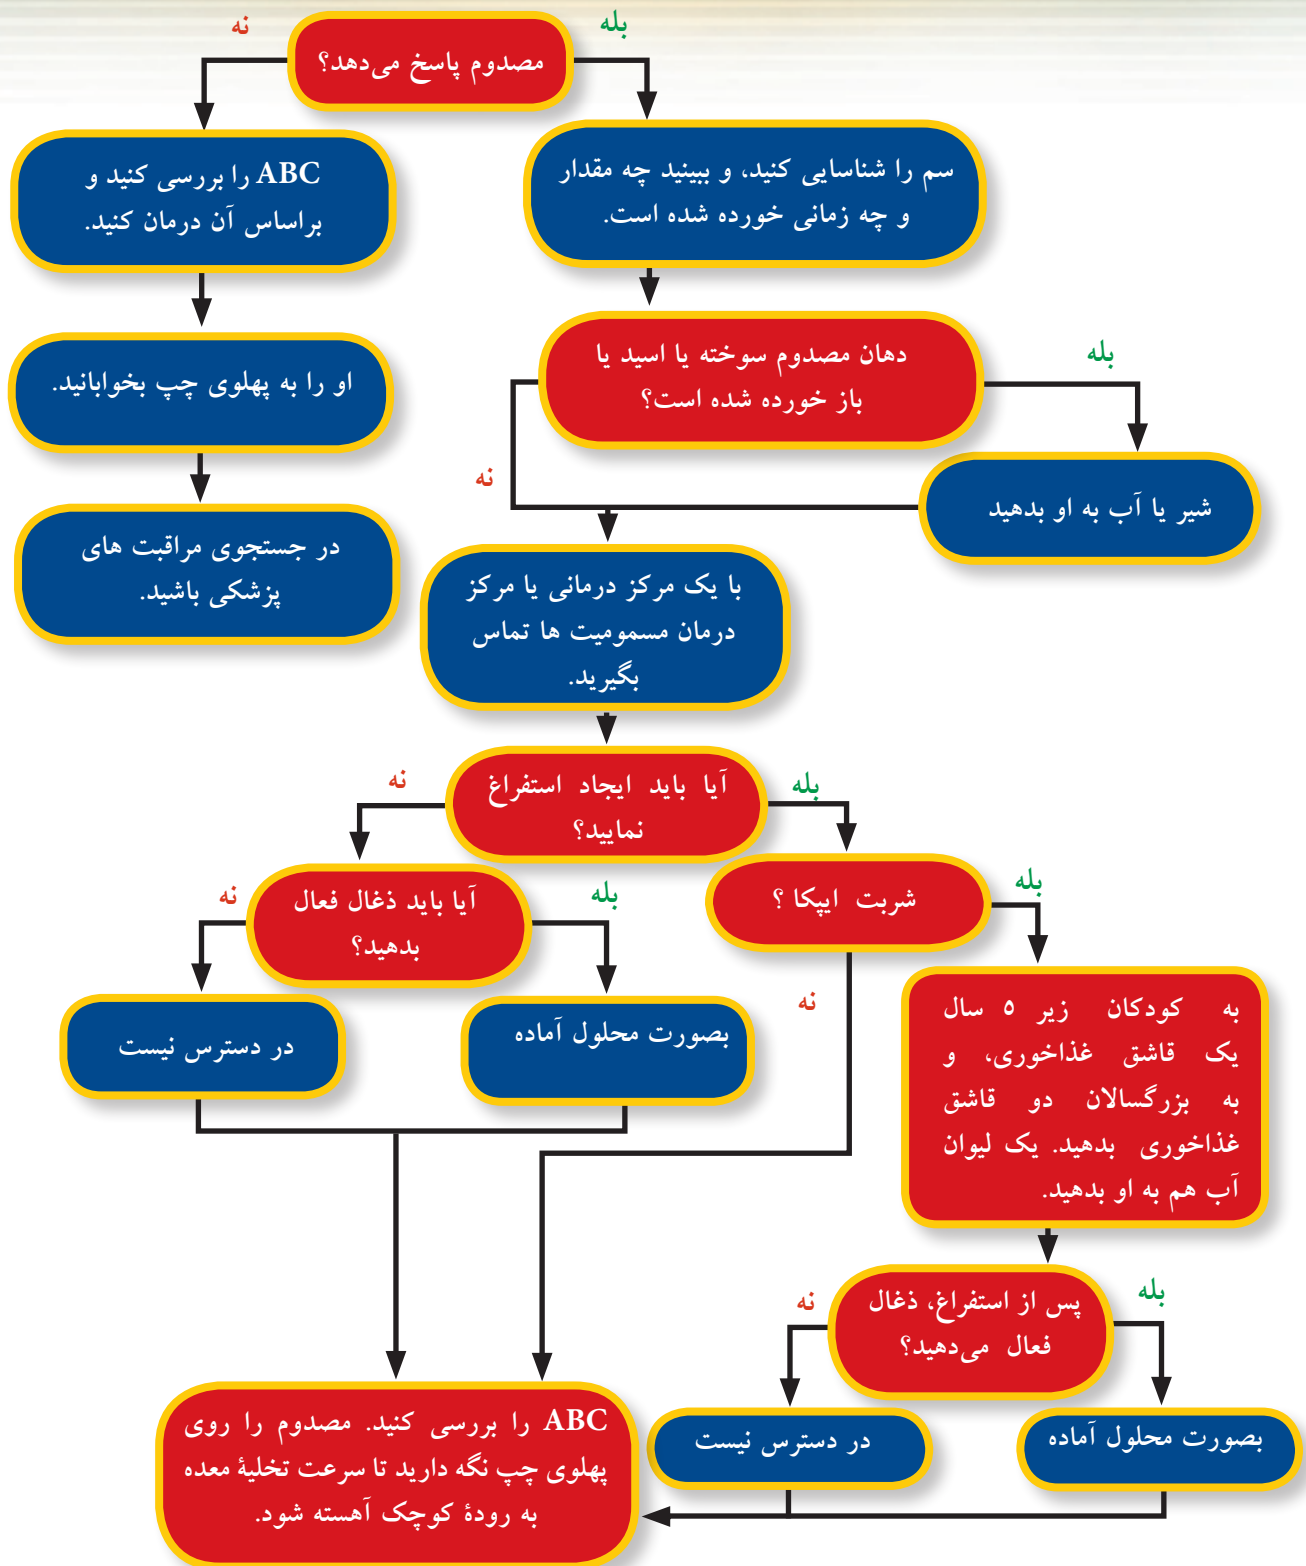 بله
نه
مصدوم پاسخ می‌دهد؟
سم را شناسایی کنید، و ببینید چه مقدار
و چه زمانی خورده شده است.
ABC را بررسی کنید و
براساس آن درمان کنید.
دهان مصدوم سوخته یا اسید یا
باز خورده شده است؟
بله
نه
او را به پهلوی چپ بخوابانید.
شیر یا آب به او بدهید
در جستجوی مراقبت های
پزشکی باشید.
با یک مرکز درمانی یا مرکز
درمان مسمومیت ها تماس
بگیرید.
آیا باید ایجاد استفراغ
نمایید؟
بله
نه
شربت ایپکا ؟
بله
نه
آیا باید ذغال فعال
بدهید؟
بله
نه
بصورت محلول آماده
در دسترس نیست
به کودکان زیر ۵ سال
یک قاشق غذاخوری، و
به بزرگسالان دو قاشق
غذاخوری بدهید. یک لیوان
آب هم به او بدهید.
پس از استفراغ، ذغال
فعال می‌دهید؟
بله
نه
بصورت محلول آماده
در دسترس نیست
ABC را بررسی کنید. مصدوم را روی
پهلوی چپ نگه دارید تا سرعت تخلیهٔ معده
به رودهٔ کوچک آهسته شود.